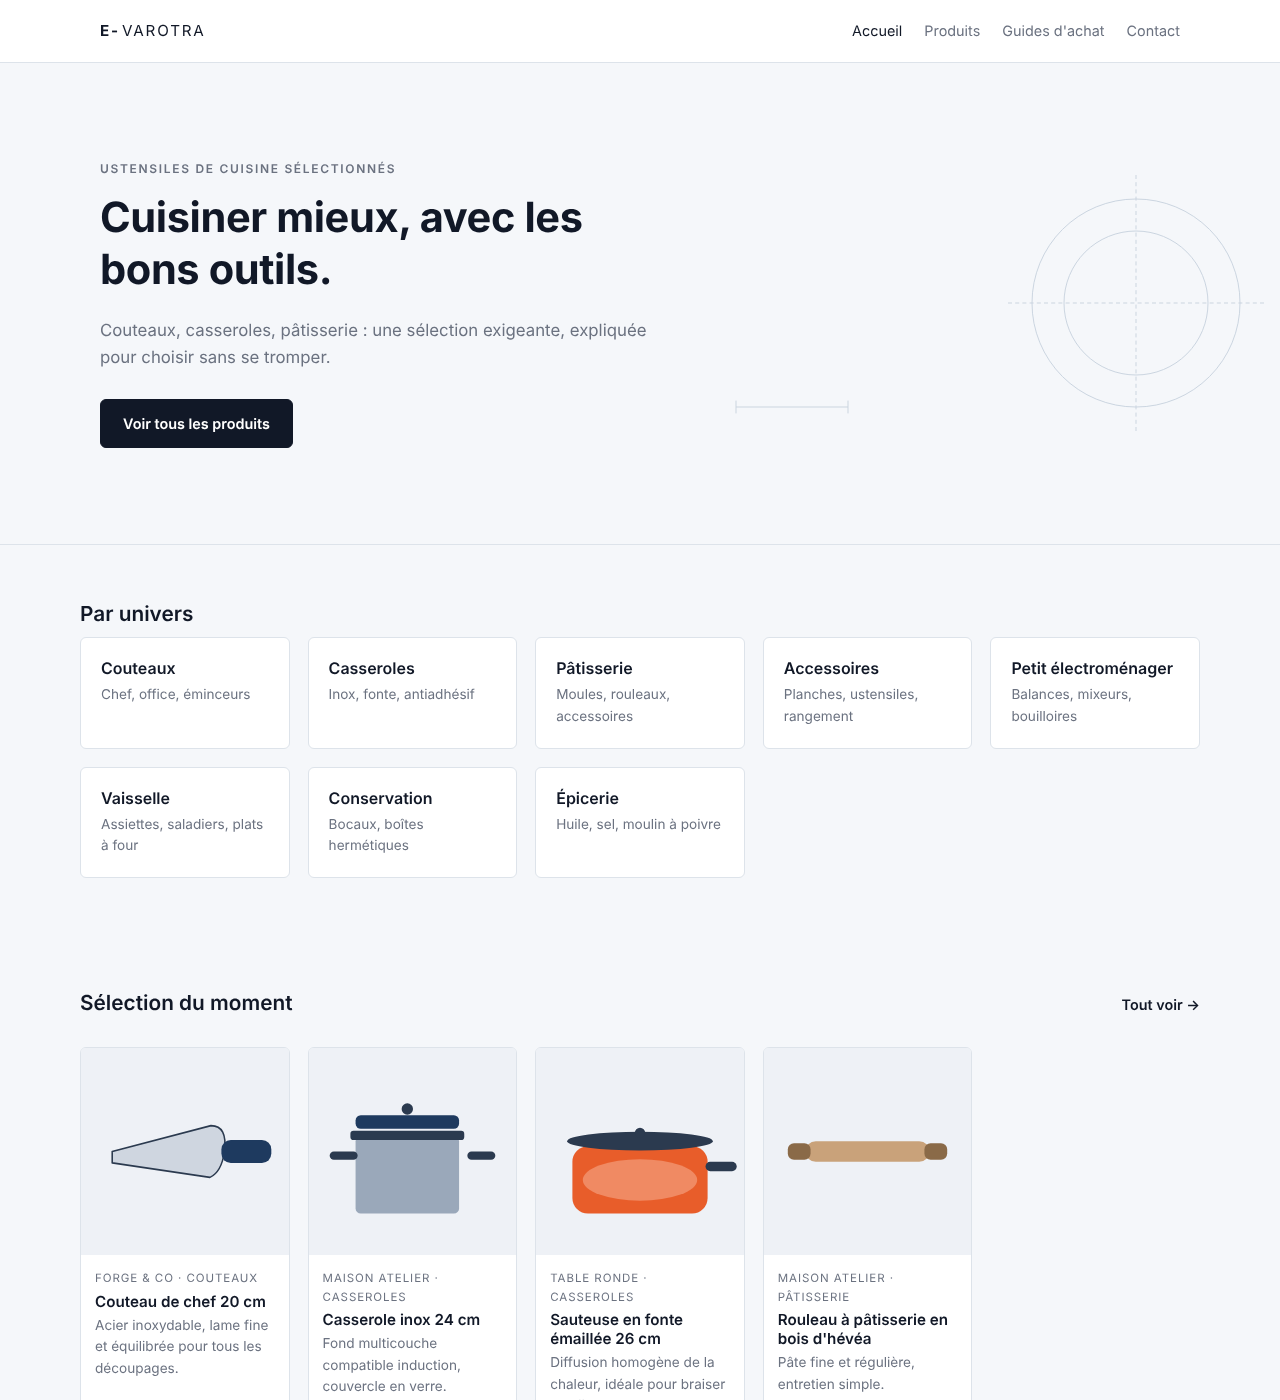 E- VAROTRA
Accueil Produits Guides d'achat Contact
USTENSILES DE CUISINE SÉLECTIONNÉS
Cuisiner mieux, avec les
bons outils.
Couteaux, casseroles, pâtisserie : une sélection exigeante, expliquée
pour choisir sans se tromper.
Voir tous les produits
Par univers
Couteaux
Chef, office, éminceurs
Casseroles
Inox, fonte, antiadhésif
Pâtisserie
Moules, rouleaux,
accessoires
Accessoires
Planches, ustensiles,
rangement
Petit électroménager
Balances, mixeurs,
bouilloires
Vaisselle
Assiettes, saladiers, plats
à four
Conservation
Bocaux, boîtes
hermétiques
Épicerie
Huile, sel, moulin à poivre
Sélection du moment
Tout voir →
FORGE & CO · COUTEAUX
Couteau de chef 20 cm
Acier inoxydable, lame fine
et équilibrée pour tous les
découpages.
MAISON ATELIER ·
CASSEROLES
Casserole inox 24 cm
Fond multicouche
compatible induction,
couvercle en verre.
TABLE RONDE ·
CASSEROLES
Sauteuse en fonte
émaillée 26 cm
Diffusion homogène de la
chaleur, idéale pour braiser
MAISON ATELIER ·
PÂTISSERIE
Rouleau à pâtisserie en
bois d'hévéa
Pâte fine et régulière,
entretien simple.